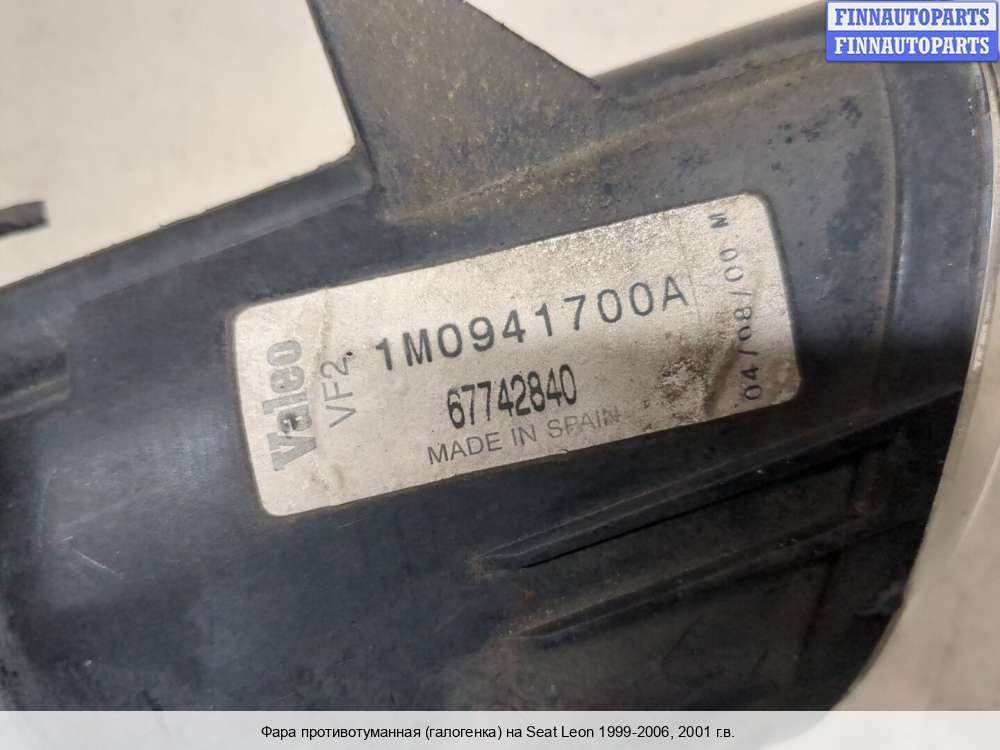 FINNAUTOPARTS
FINNAUTOPARTS
Valeo
VF2
1M0941700A
67742840
MADE IN SPAIN
04/08/00 M
Фара противотуманная (галогенка) на Seat Leon 1999-2006, 2001 г.в.